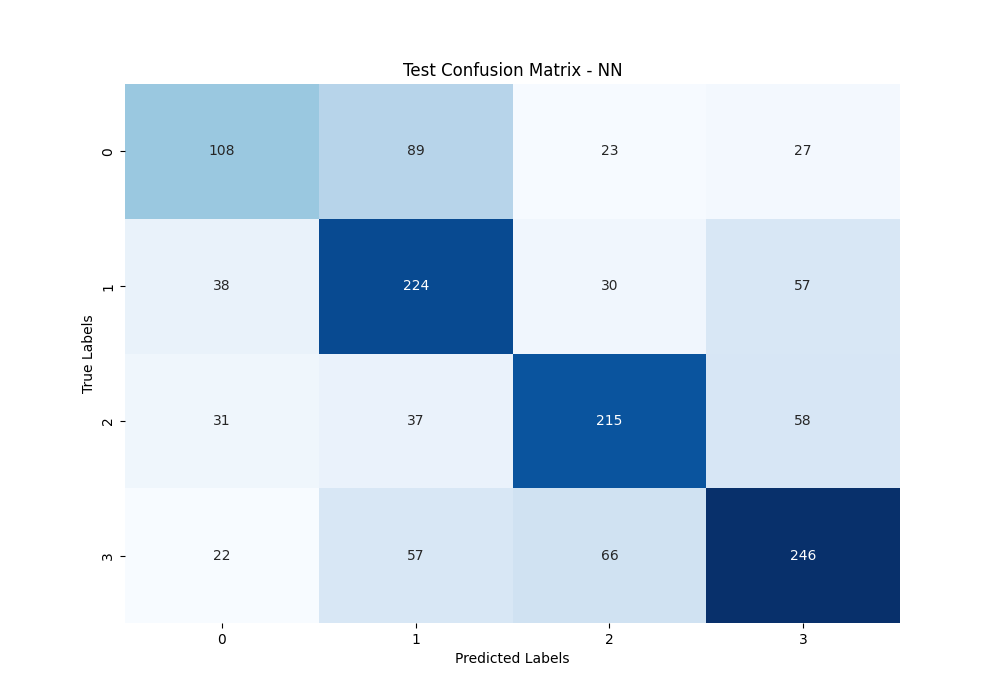 Test Confusion Matrix - NN
True Labels
0 108 89 23 27
1 38 224 30 57
2 31 37 215 58
3 22 57 66 246
0 1 2 3
Predicted Labels